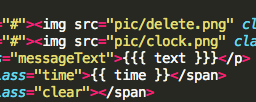 ="#"><img src="pic/delete.png" cl
="#"><img src="pic/clock.png" cla
="messageText">{{{ text }}}</p>
lass="time">{{ time }}</span>
ass="clear"></span>